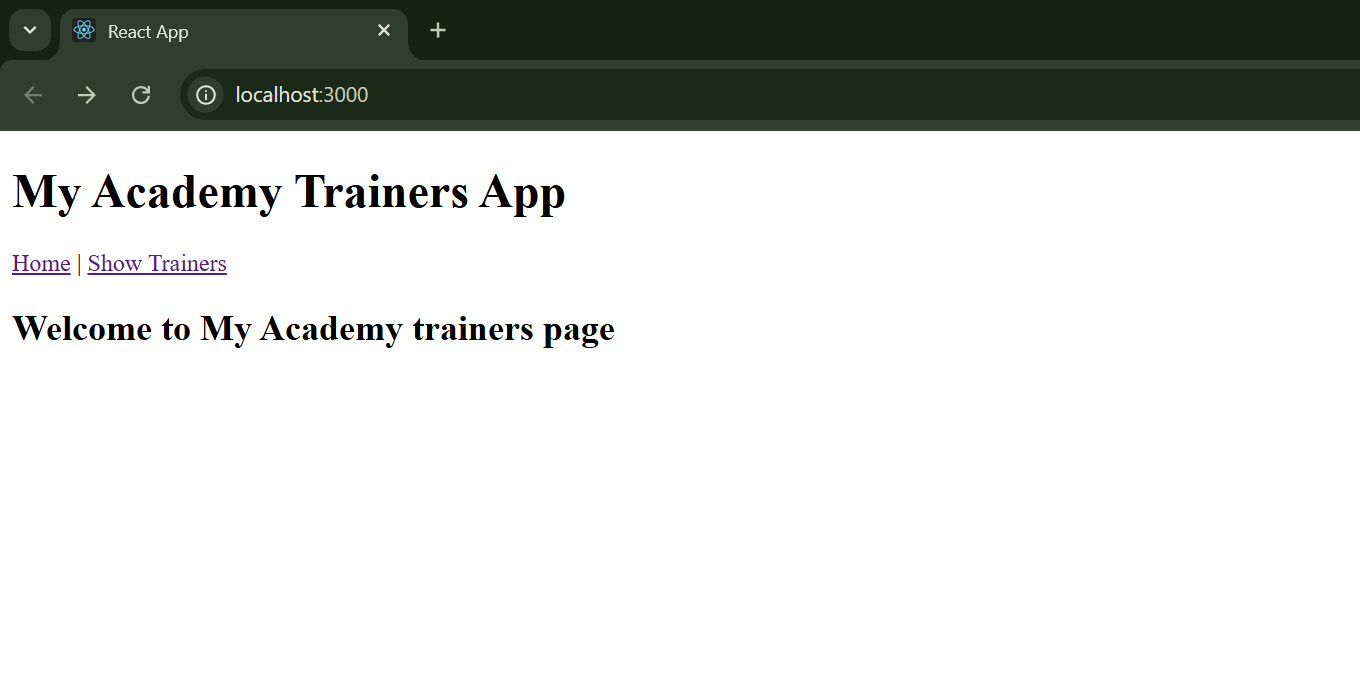 React App
localhost:3000
My Academy Trainers App
Home | Show Trainers
Welcome to My Academy trainers page